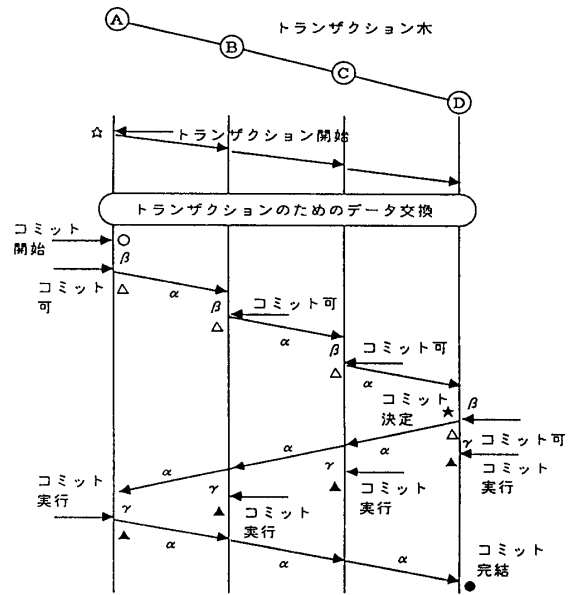 A
トランザクション木
B
C
D
☆
トランザクション開始
トランザクションのためのデータ交換
コミット
開始
○
β
コミット
可
△
α
コミット可
β
△
α
コミット可
β
△
α
コミット
決定
★
β
△
γ
コミット可
α
α
α
コミット
実行
▲
γ
コミット
実行
▲
γ
コミット
実行
▲
コミット
実行
γ
▲
α
α
α
コミット
完結
●